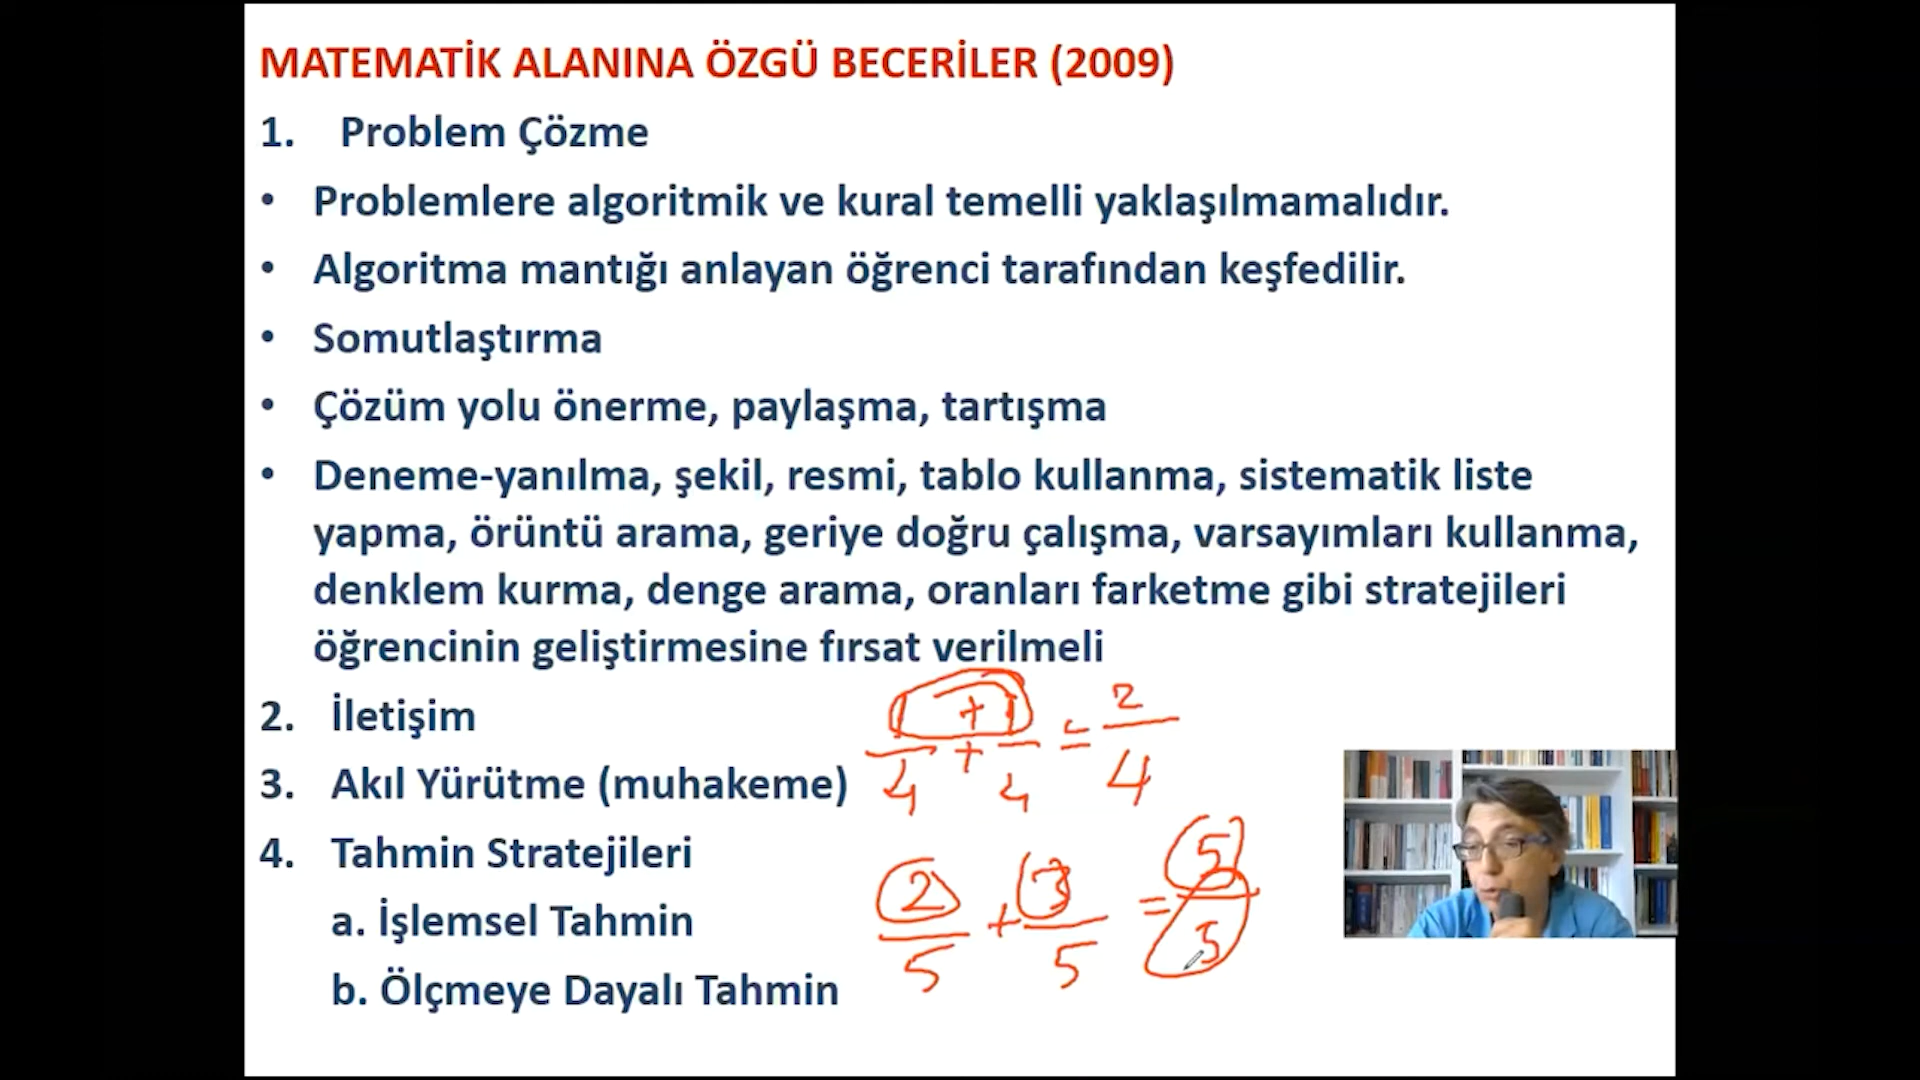 MATEMATİK ALANINA ÖZGÜ BECERİLER (2009)
1. Problem Çözme
• Problemlere algoritmik ve kural temelli yaklaşılmamalıdır.
• Algoritma mantığı anlayan öğrenci tarafından keşfedilir.
• Somutlaştırma
• Çözüm yolu önerme, paylaşma, tartışma
• Deneme-yanılma, şekil, resmi, tablo kullanma, sistematik liste
yapma, örüntü arama, geriye doğru çalışma, varsayımları kullanma,
denklem kurma, denge arama, oranları farketme gibi stratejileri
öğrencinin geliştirmesine fırsat verilmeli
2. İletişim
3. Akıl Yürütme (muhakeme)
4. Tahmin Stratejileri
a. İşlemsel Tahmin
b. Ölçmeye Dayalı Tahmin
1 + 1 2
— + — = —
4 4 4
2 3 5
— + — = —
5 5 5